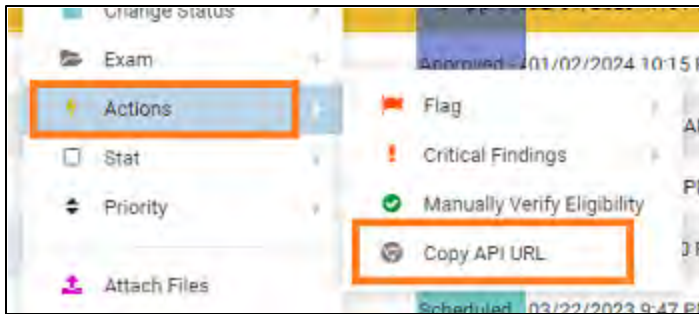 Change Status
Exam
Approved - 01/02/2024 10:15
Actions
Flag
Stat
Critical Findings
Priority
Manually Verify Eligibility
Copy API URL
Attach Files
Scheduled 03/22/2023 9:47